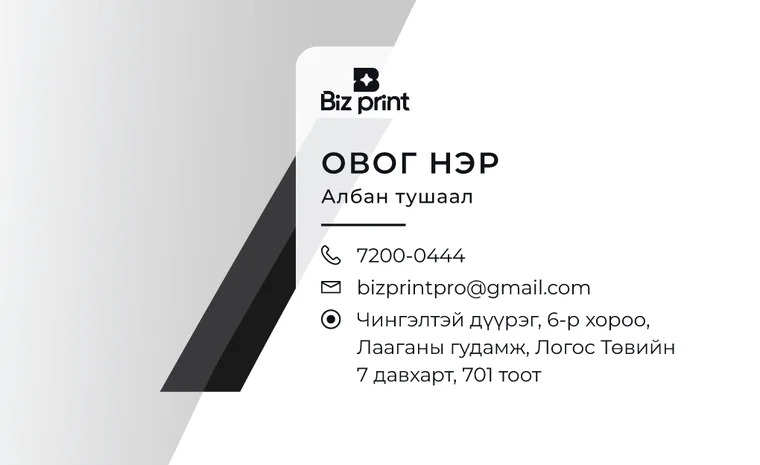 Biz print
ОВОГ НЭР
Албан тушаал
7200-0444
bizprintpro@gmail.com
Чингэлтэй дүүрэг, 6-р хороо,
Лааганы гудамж, Логос Төвийн
7 давхарт, 701 тоот